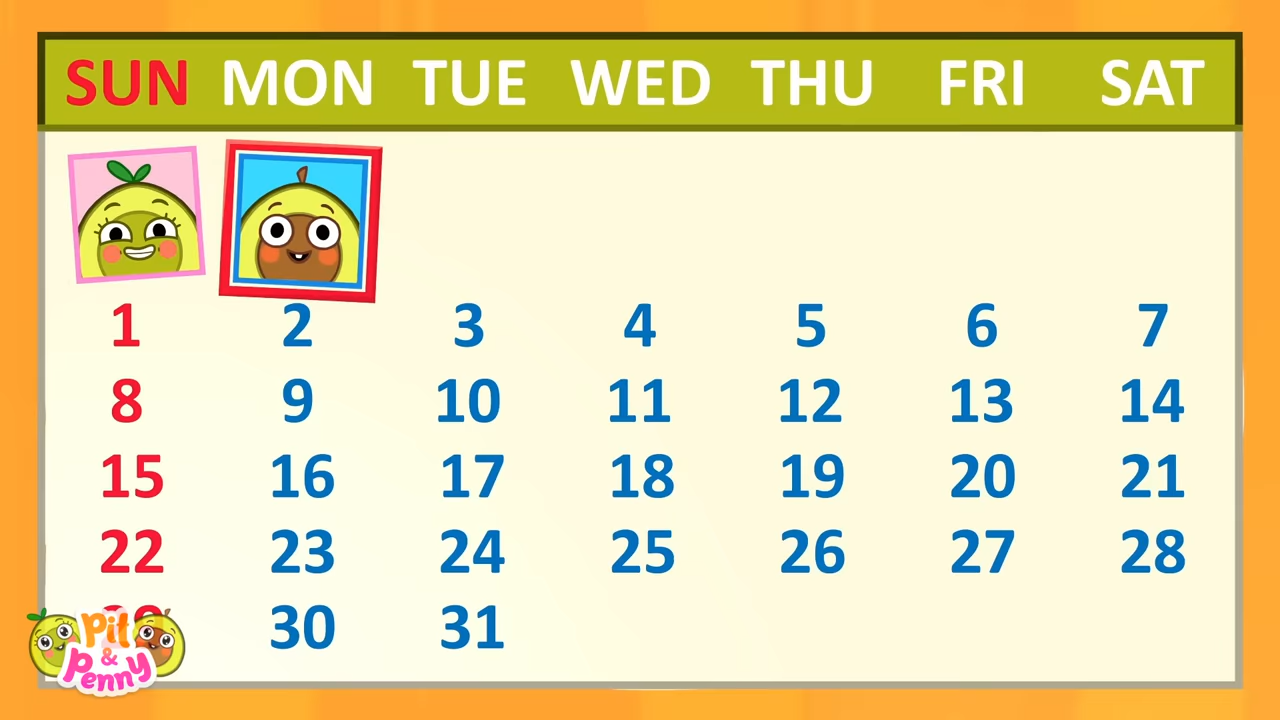 SUN MON TUE WED THU FRI SAT
1 2 3 4 5 6 7
8 9 10 11 12 13 14
15 16 17 18 19 20 21
22 23 24 25 26 27 28
30 31
Pit
&
Penny